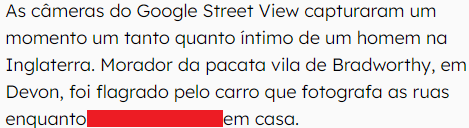 As câmeras do Google Street View capturaram um
momento um tanto quanto íntimo de um homem na
Inglaterra. Morador da pacata vila de Bradworthy, em
Devon, foi flagrado pelo carro que fotografa as ruas
enquanto em casa.